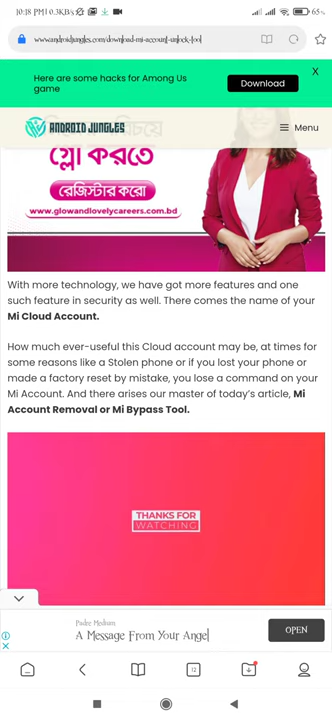 10:18 PM | 0.3KB/s
65%
www.androidjungles.com/download-mi-account-unlock-tool
Here are some hacks for Among Us
game
Download
X
ANDROID JUNGLES
Menu
গ্লো করতে
রেজিস্টার করো
www.glowandlovelycareers.com.bd
With more technology, we have got more features and one
such feature in security as well. There comes the name of your
Mi Cloud Account.
How much ever-useful this Cloud account may be, at times for
some reasons like a Stolen phone or if you lost your phone or
made a factory reset by mistake, you lose a command on your
Mi Account. And there arises our master of today's article, Mi
Account Removal or Mi Bypass Tool.
THANKS FOR
WATCHING
Padre Medium
A Message From Your Angel
OPEN
12